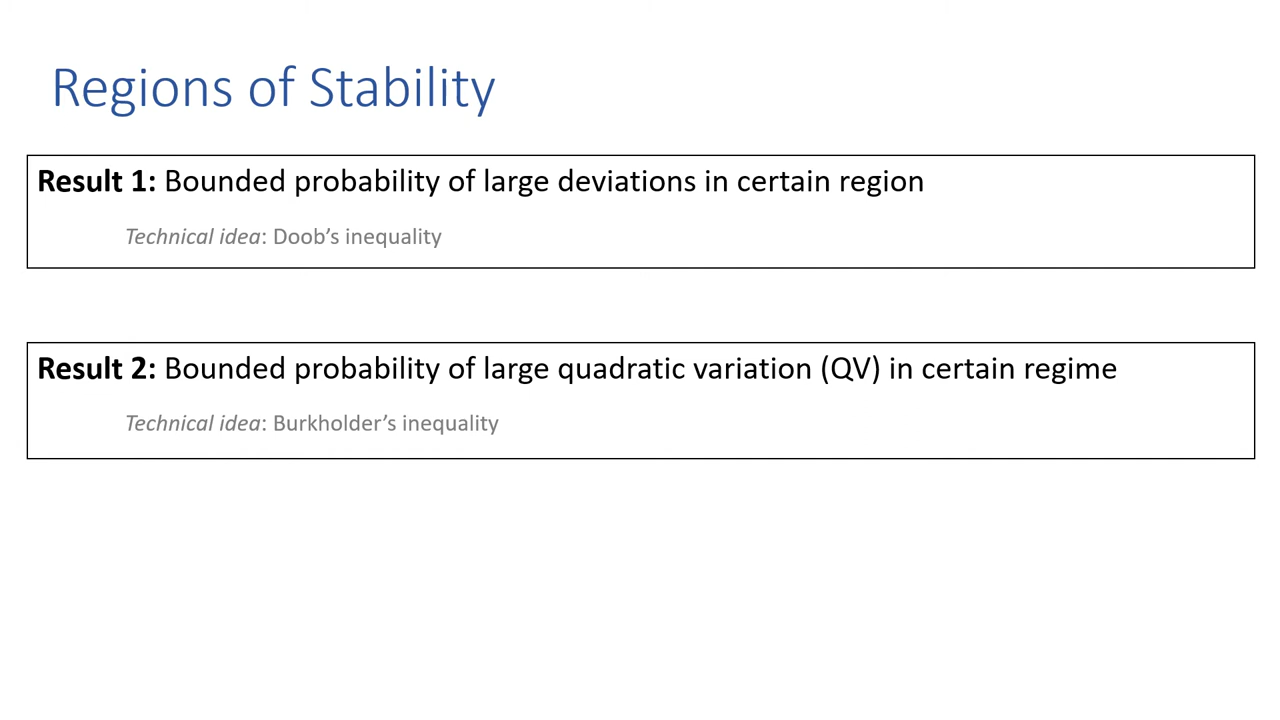 Regions of Stability
Result 1: Bounded probability of large deviations in certain region
Technical idea: Doob’s inequality
Result 2: Bounded probability of large quadratic variation (QV) in certain regime
Technical idea: Burkholder’s inequality